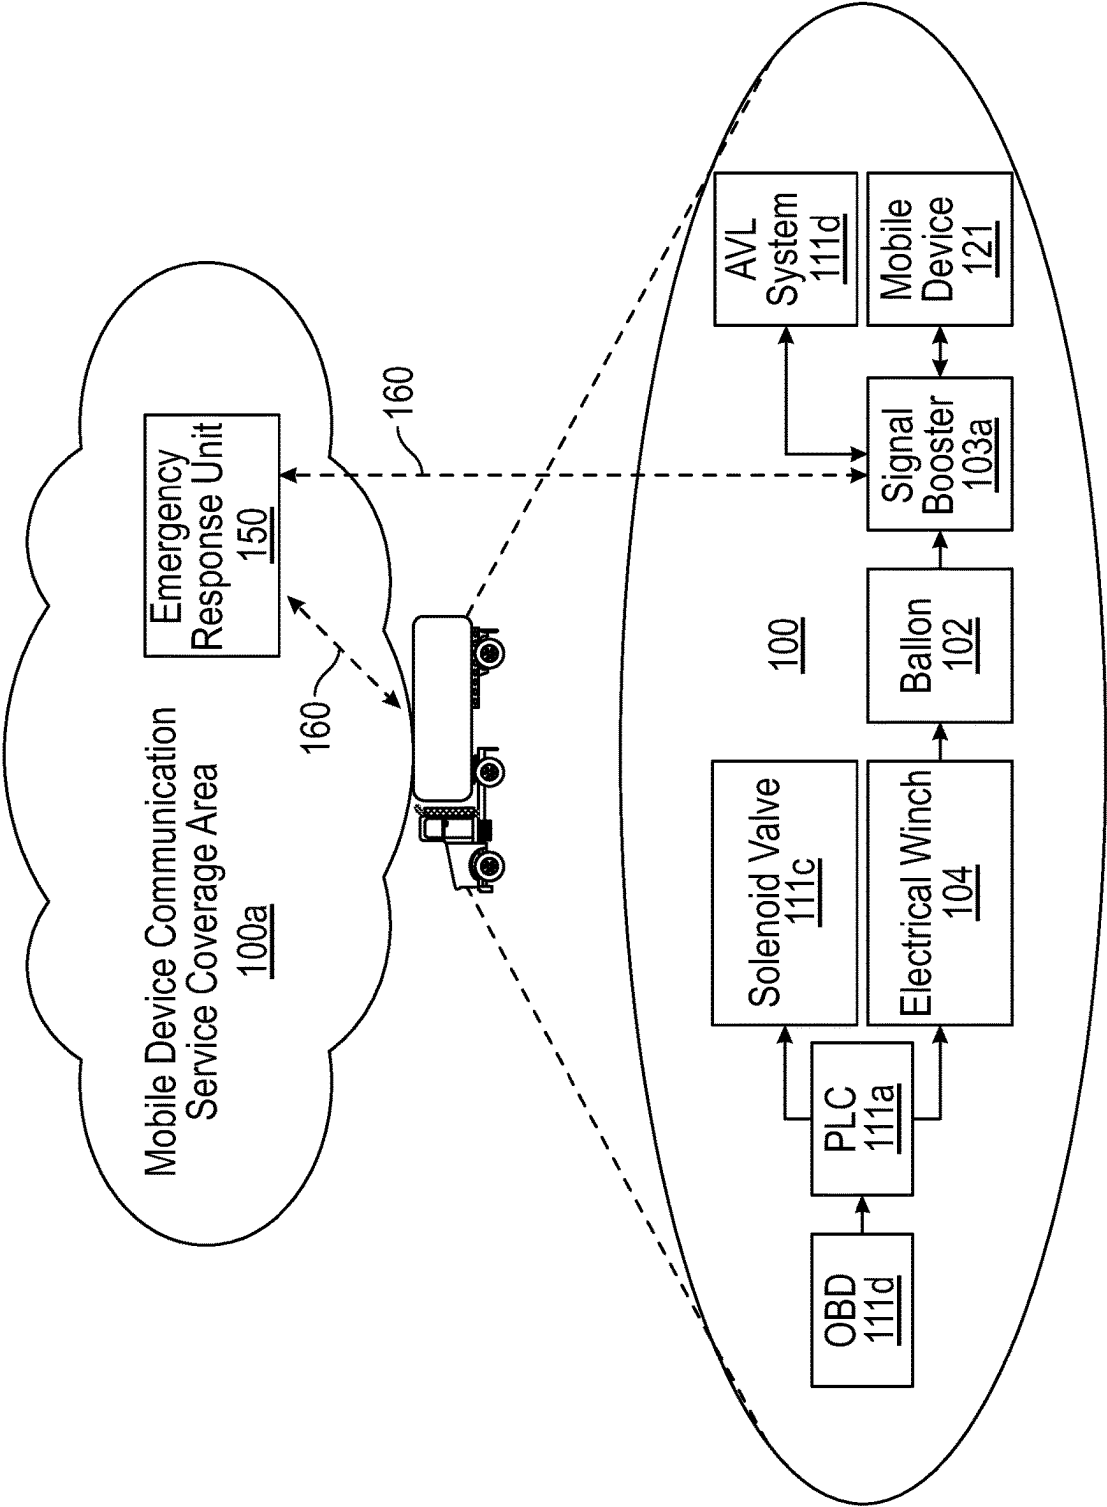 Mobile Device Communication
Service Coverage Area
100a
Emergency
Response Unit
150
160
160
100
OBD
111d
PLC
111a
Solenoid Valve
111c
Electrical Winch
104
Ballon
102
Signal
Booster
103a
AVL
System
111d
Mobile
Device
121